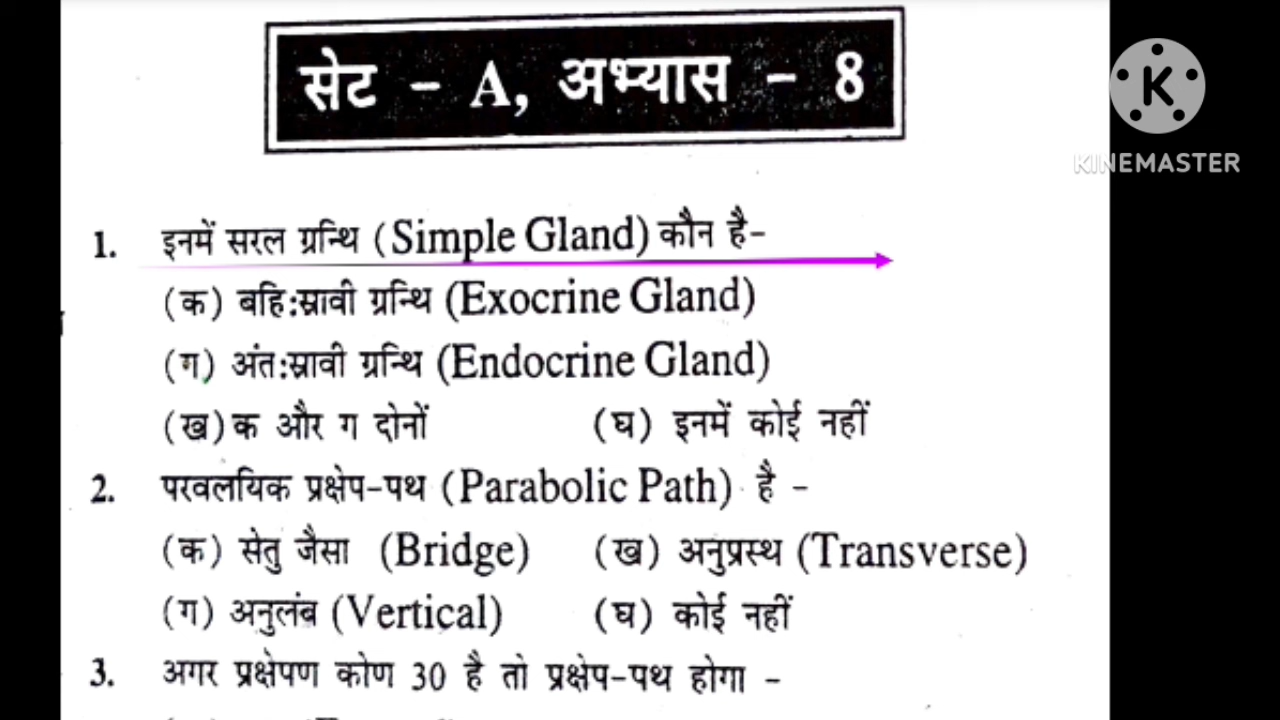 सेट - A, अभ्यास - 8
K
KINEMASTER
1. इनमें सरल ग्रन्थि (Simple Gland) कौन है-
(क) बहि:स्रावी ग्रन्थि (Exocrine Gland)
(ग) अंत:स्रावी ग्रन्थि (Endocrine Gland)
(ख) क और ग दोनों (घ) इनमें कोई नहीं
2. परवलयिक प्रक्षेप-पथ (Parabolic Path) है -
(क) सेतु जैसा (Bridge) (ख) अनुप्रस्थ (Transverse)
(ग) अनुलंब (Vertical) (घ) कोई नहीं
3. अगर प्रक्षेपण कोण 30 है तो प्रक्षेप-पथ होगा -